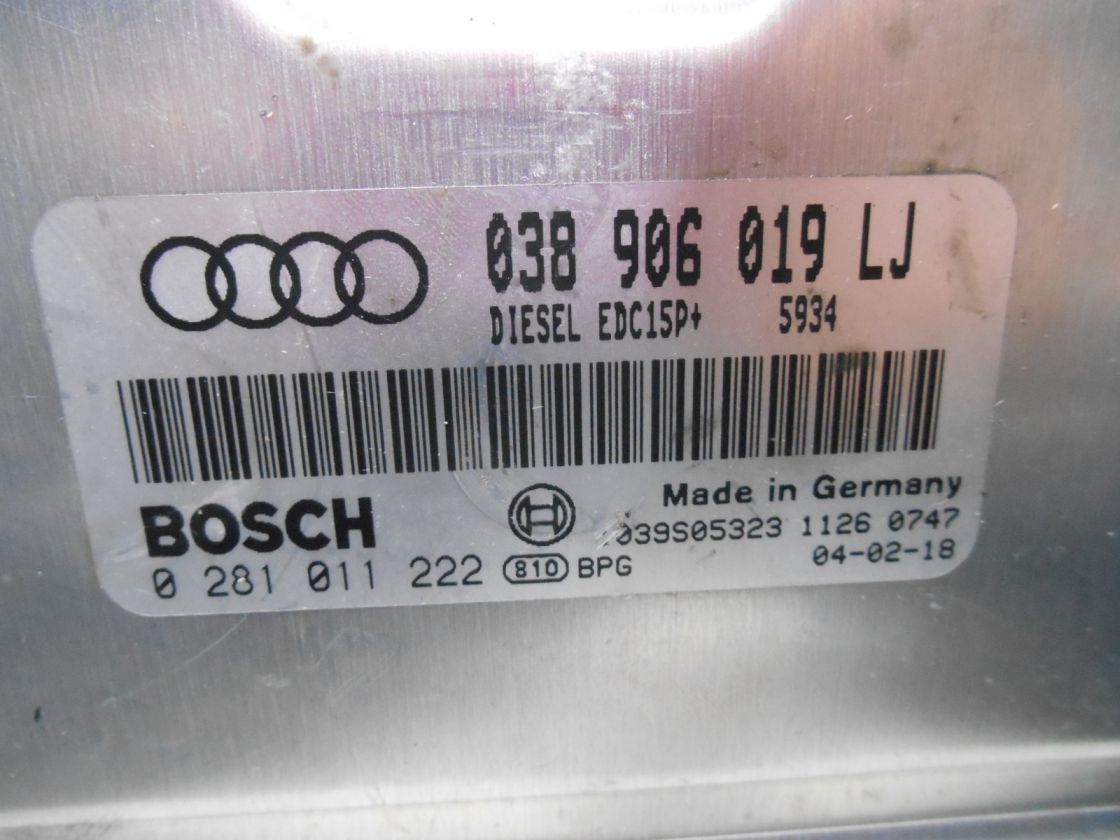 038 906 019 LJ
DIESEL EDC15P+ 5934
BOSCH
Made in Germany
039S05323 1126 0747
0 281 011 222 810 BPG
04-02-18